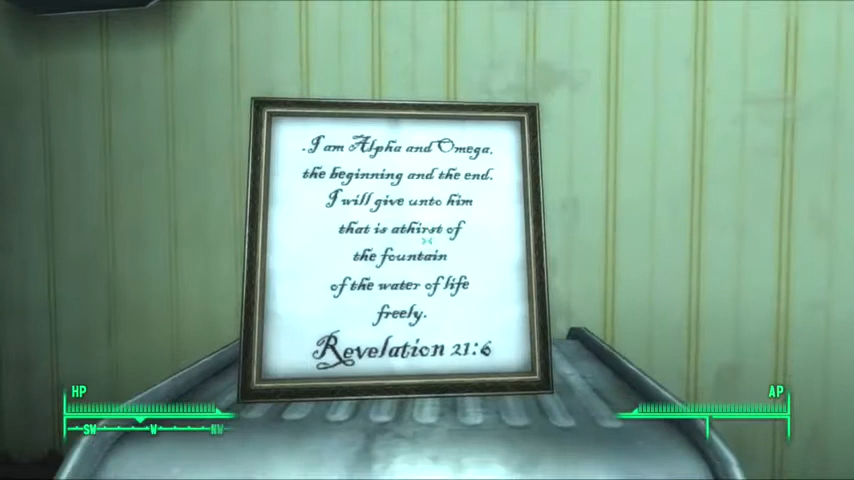 .I am Alpha and Omega,
the beginning and the end.
I will give unto him
that is athirst of
the fountain
of the water of life
freely.
Revelation 21:6
HP
AP
SW W NW